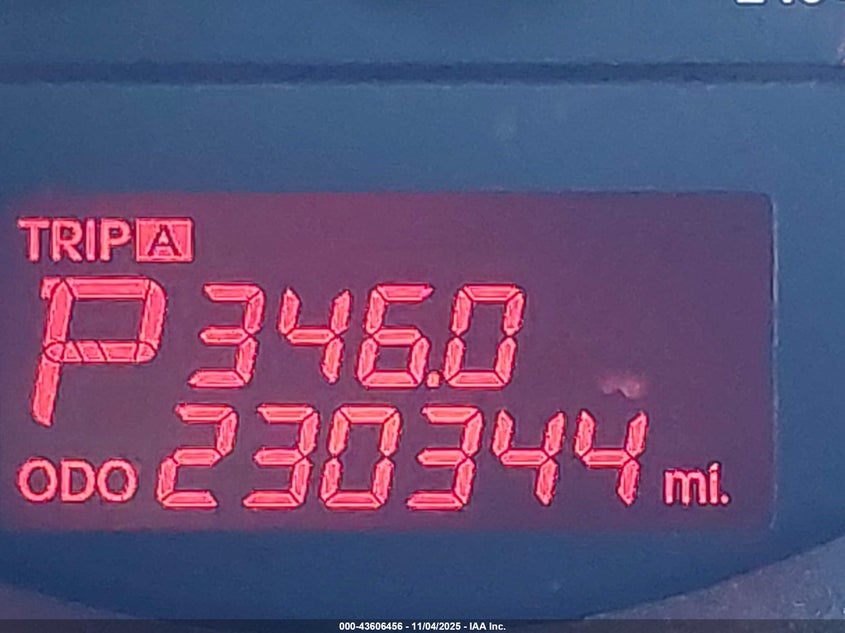 TRIP A
P 346.0
ODO 230344 mi.
000-43606456 - 11/04/2025 - IAA Inc.